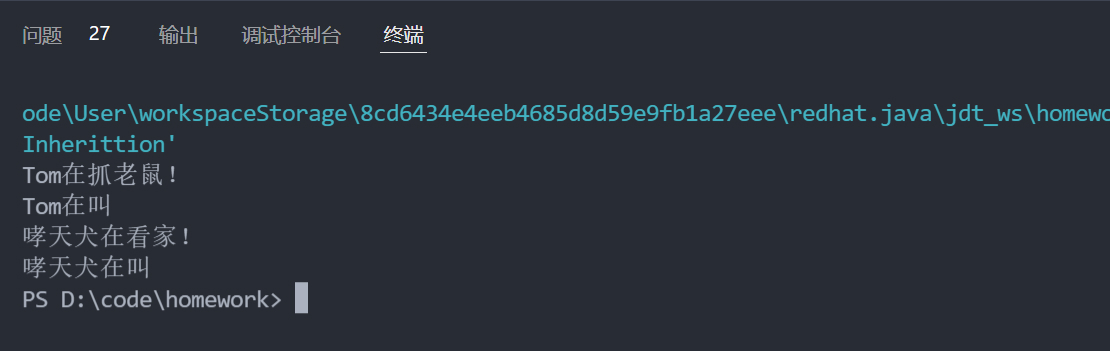 问题 27 输出 调试控制台 终端
ode\User\workspaceStorage\8cd6434e4eeb4685d8d59e9fb1a27eee\redhat.java\jdt_ws\homewo
Inherittion'
Tom在抓老鼠!
Tom在叫
哮天犬在看家!
哮天犬在叫
PS D:\code\homework>